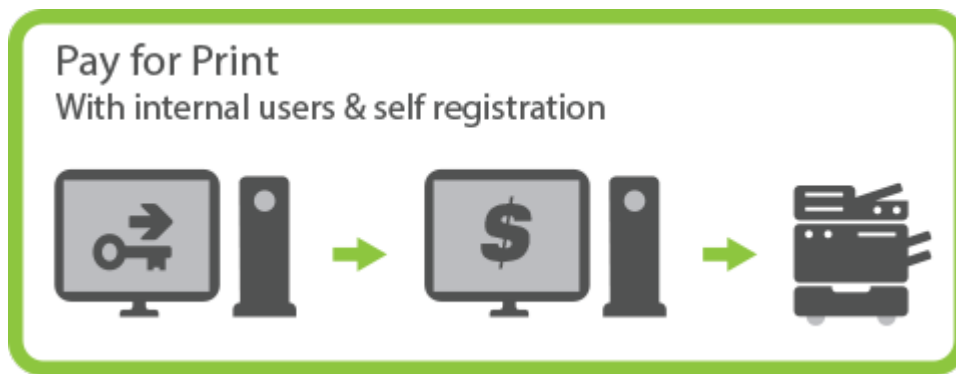 Pay for Print
With internal users & self registration
$